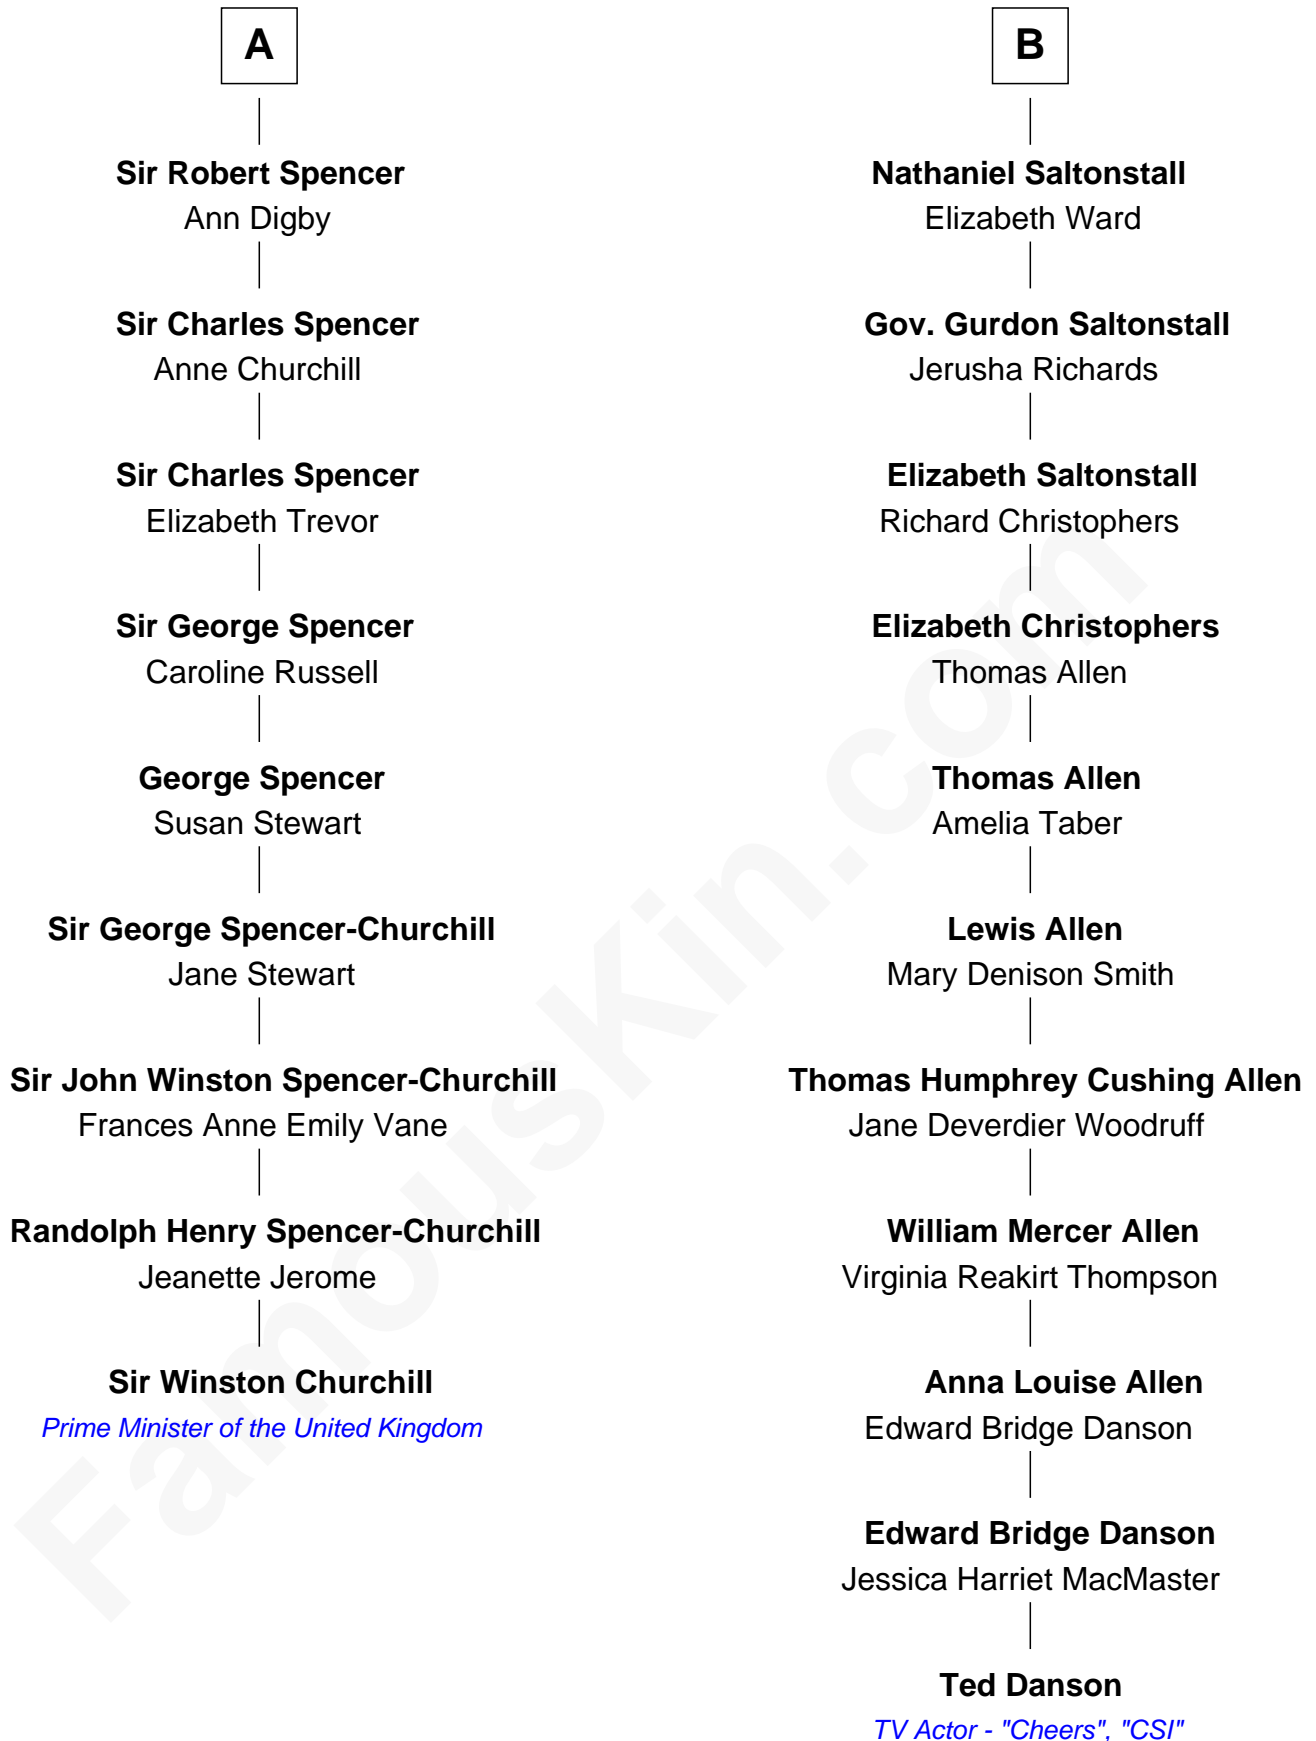 A
Sir Robert Spencer
Ann Digby
Sir Charles Spencer
Anne Churchill
Sir Charles Spencer
Elizabeth Trevor
Sir George Spencer
Caroline Russell
George Spencer
Susan Stewart
Sir George Spencer-Churchill
Jane Stewart
Sir John Winston Spencer-Churchill
Frances Anne Emily Vane
Randolph Henry Spencer-Churchill
Jeanette Jerome
Sir Winston Churchill
Prime Minister of the United Kingdom
B
Nathaniel Saltonstall
Elizabeth Ward
Gov. Gurdon Saltonstall
Jerusha Richards
Elizabeth Saltonstall
Richard Christophers
Elizabeth Christophers
Thomas Allen
Thomas Allen
Amelia Taber
Lewis Allen
Mary Denison Smith
Thomas Humphrey Cushing Allen
Jane Deverdier Woodruff
William Mercer Allen
Virginia Reakirt Thompson
Anna Louise Allen
Edward Bridge Danson
Edward Bridge Danson
Jessica Harriet MacMaster
Ted Danson
TV Actor - "Cheers", "CSI"
FamousKin.com